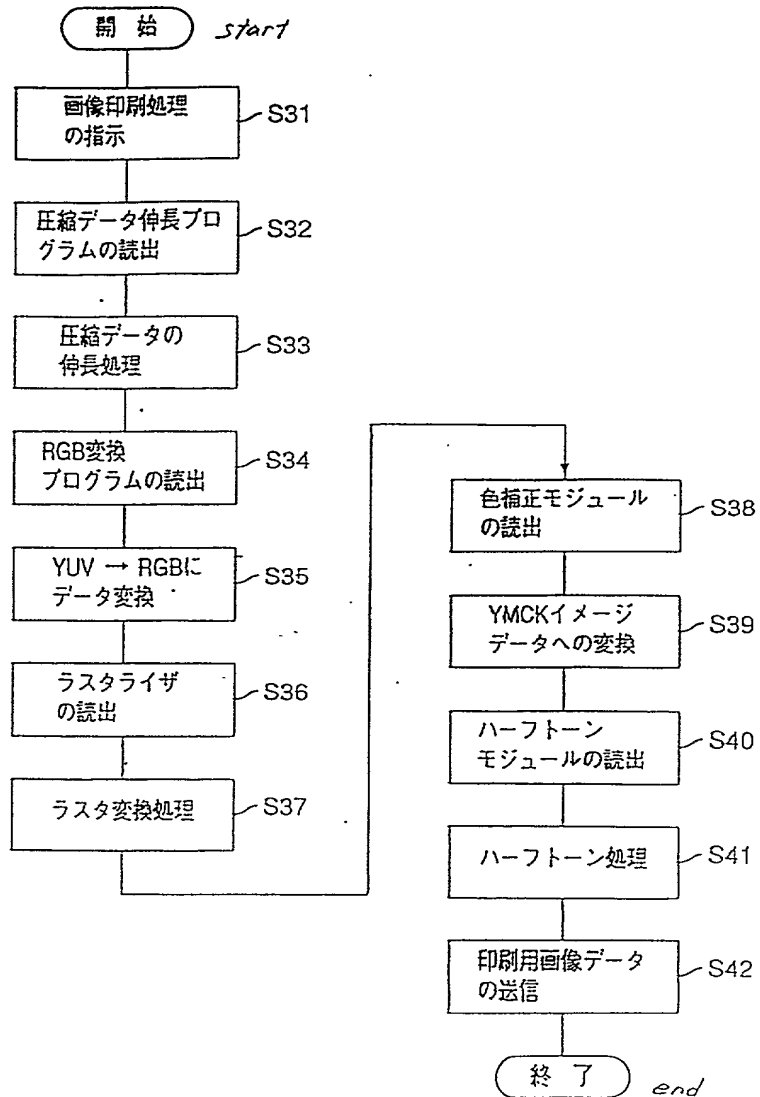 開 始 start
画像印刷処理
の指示
S31
圧縮データ伸長プロ
グラムの読出
S32
圧縮データの
伸長処理
S33
RGB変換
プログラムの読出
S34
YUV → RGBに
データ変換
S35
ラスタライザ
の読出
S36
ラスタ変換処理
S37
色補正モジュール
の読出
S38
YMCKイメージ
データへの変換
S39
ハーフトーン
モジュールの読出
S40
ハーフトーン処理
S41
印刷用画像データ
の送信
S42
終 了 end